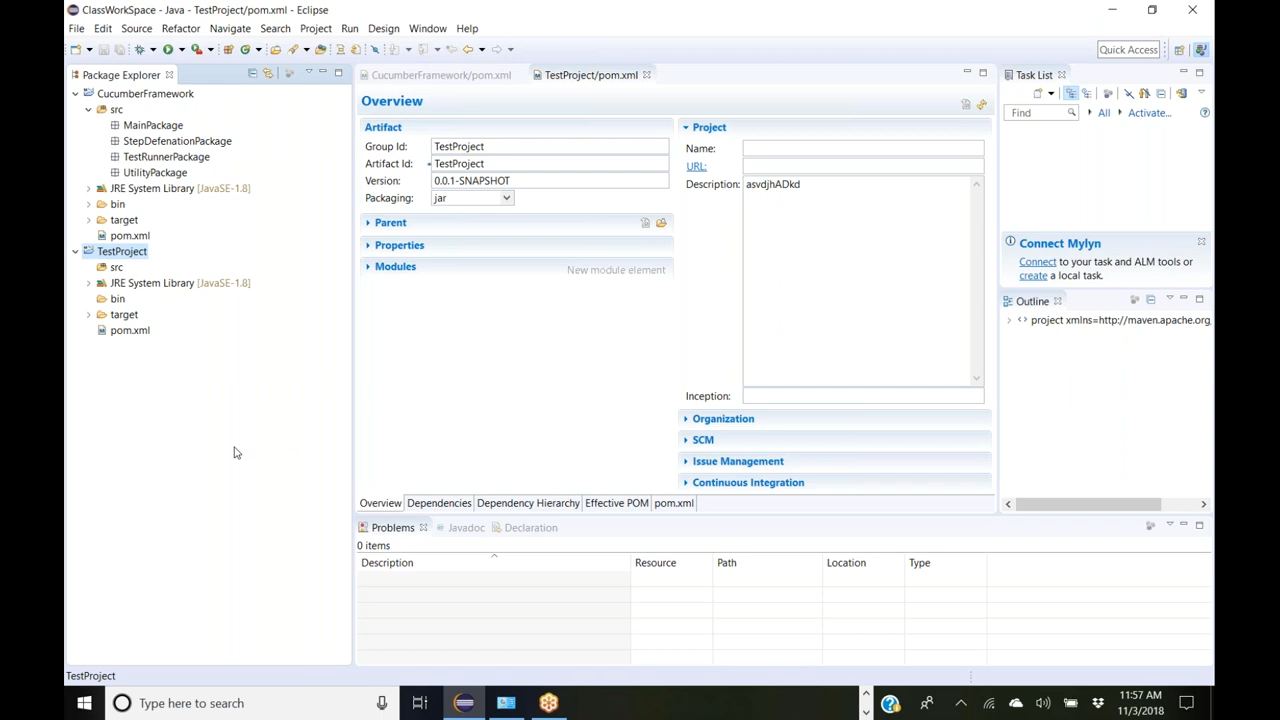 ClassWorkSpace - Java - TestProject/pom.xml - Eclipse
File Edit Source Refactor Navigate Search Project Run Design Window Help
Quick Access
Package Explorer
CucumberFramework
src
MainPackage
StepDefenationPackage
TestRunnerPackage
UtilityPackage
JRE System Library [JavaSE-1.8]
bin
target
pom.xml
TestProject
src
JRE System Library [JavaSE-1.8]
bin
target
pom.xml
CucumberFramework/pom.xml TestProject/pom.xml
Overview
Artifact
Group Id: TestProject
Artifact Id: TestProject
Version: 0.0.1-SNAPSHOT
Packaging: jar
Parent
Properties
Modules New module element
Project
Name:
URL:
Description: asvdjhADkd
Inception:
Organization
SCM
Issue Management
Continuous Integration
Overview Dependencies Dependency Hierarchy Effective POM pom.xml
Task List
Find All Activate...
Connect Mylyn
Connect to your task and ALM tools or
create a local task.
Outline
project xmlns=http://maven.apache.org
Problems Javadoc Declaration
0 items
Description Resource Path Location Type
TestProject
Type here to search
11:57 AM
11/3/2018